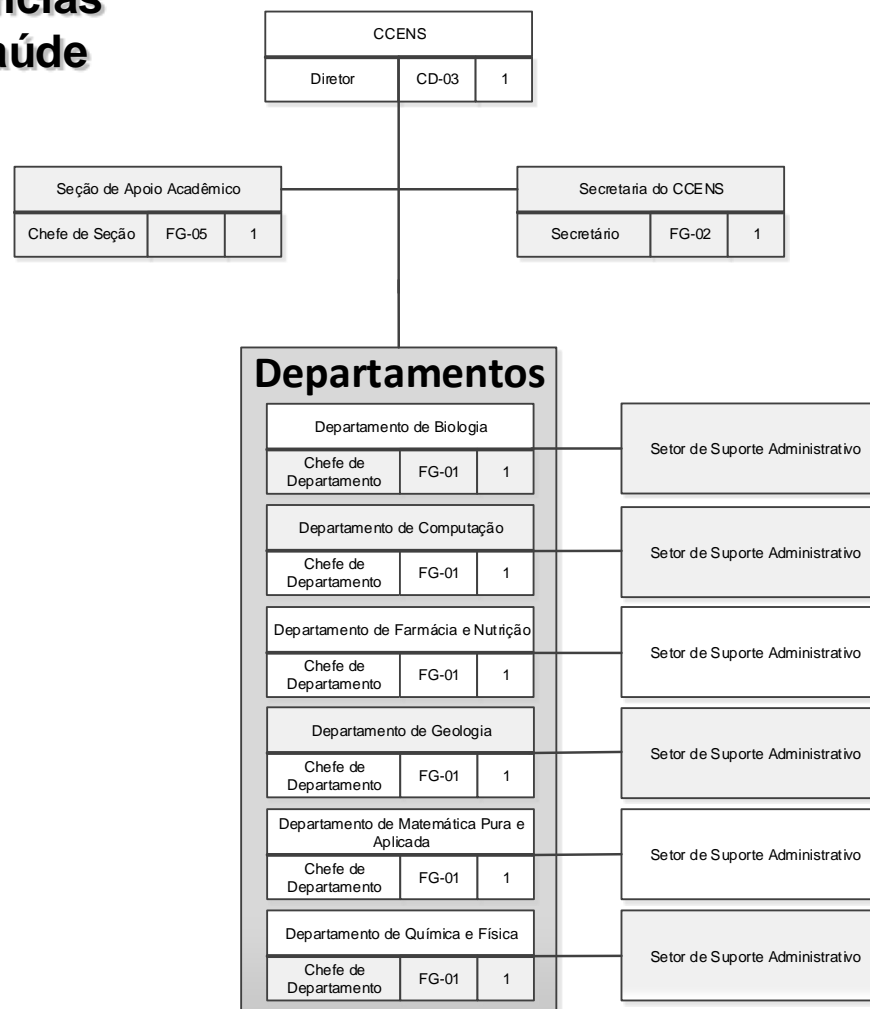 aúde
CCENS
Diretor CD-03 1
Seção de Apoio Acadêmico
Chefe de Seção FG-05 1
Secretaria do CCENS
Secretário FG-02 1
Departamentos
Departamento de Biologia
Chefe de
Departamento FG-01 1
Setor de Suporte Administrativo
Departamento de Computação
Chefe de
Departamento FG-01 1
Setor de Suporte Administrativo
Departamento de Farmácia e Nutrição
Chefe de
Departamento FG-01 1
Setor de Suporte Administrativo
Departamento de Geologia
Chefe de
Departamento FG-01 1
Setor de Suporte Administrativo
Departamento de Matemática Pura e
Aplicada
Chefe de
Departamento FG-01 1
Setor de Suporte Administrativo
Departamento de Química e Física
Chefe de
Departamento FG-01 1
Setor de Suporte Administrativo